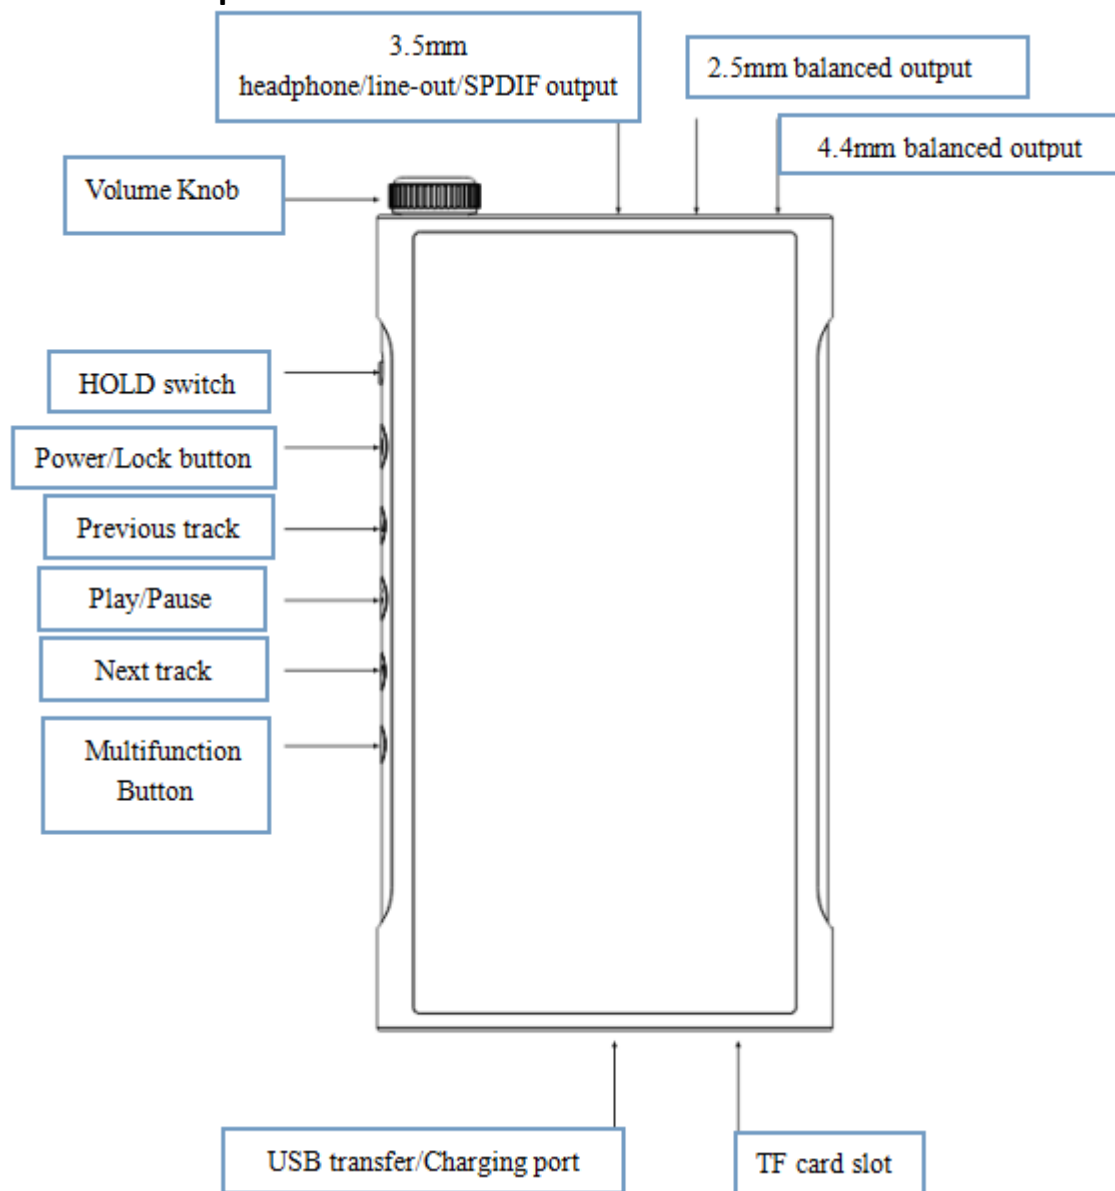 3.5mm
headphone/line-out/SPDIF output
2.5mm balanced output
4.4mm balanced output
Volume Knob
HOLD switch
Power/Lock button
Previous track
Play/Pause
Next track
Multifunction
Button
USB transfer/Charging port
TF card slot